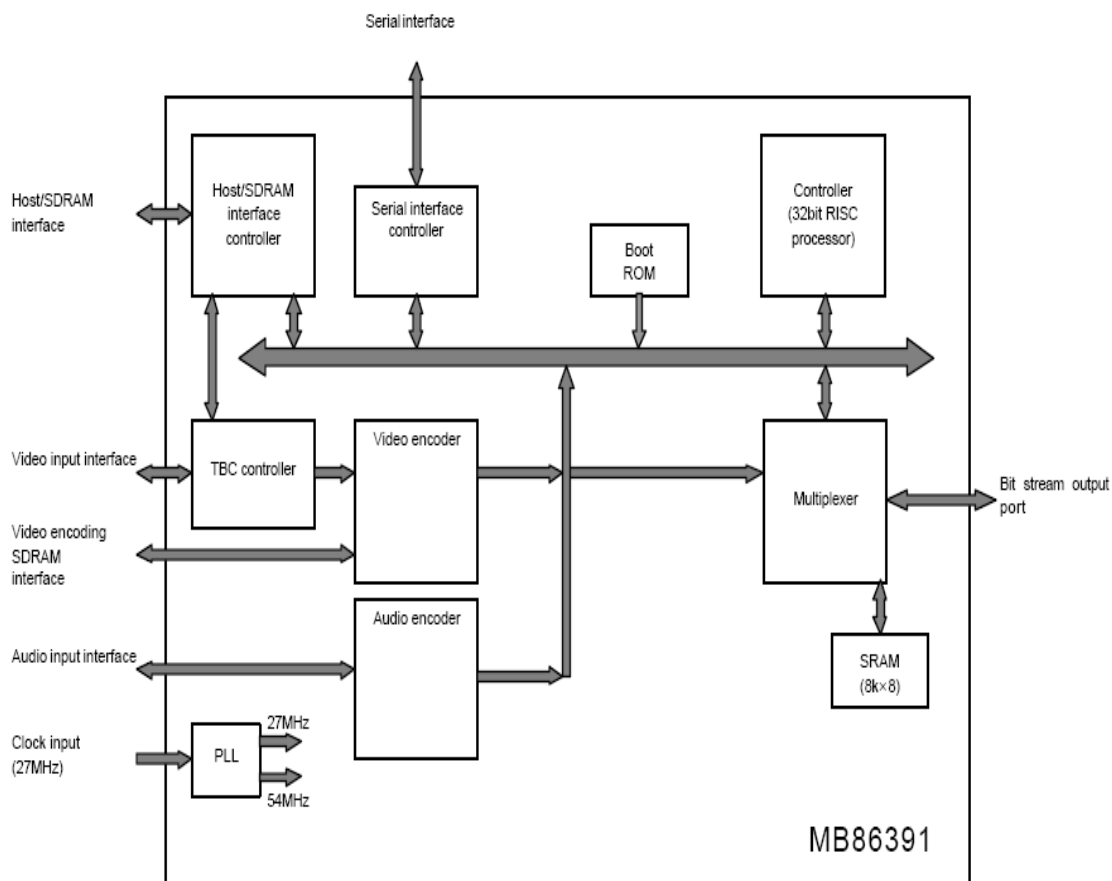 Serial interface
Host/SDRAM
interface
Host/SDRAM
interface
controller
Serial interface
controller
Boot
ROM
Controller
(32bit RISC
processor)
Video input interface
TBC controller
Video encoder
Multiplexer
Bit stream output
port
Video encoding
SDRAM
interface
Audio encoder
Audio input interface
SRAM
(8k×8)
Clock input
(27MHz)
PLL
27MHz
54MHz
MB86391